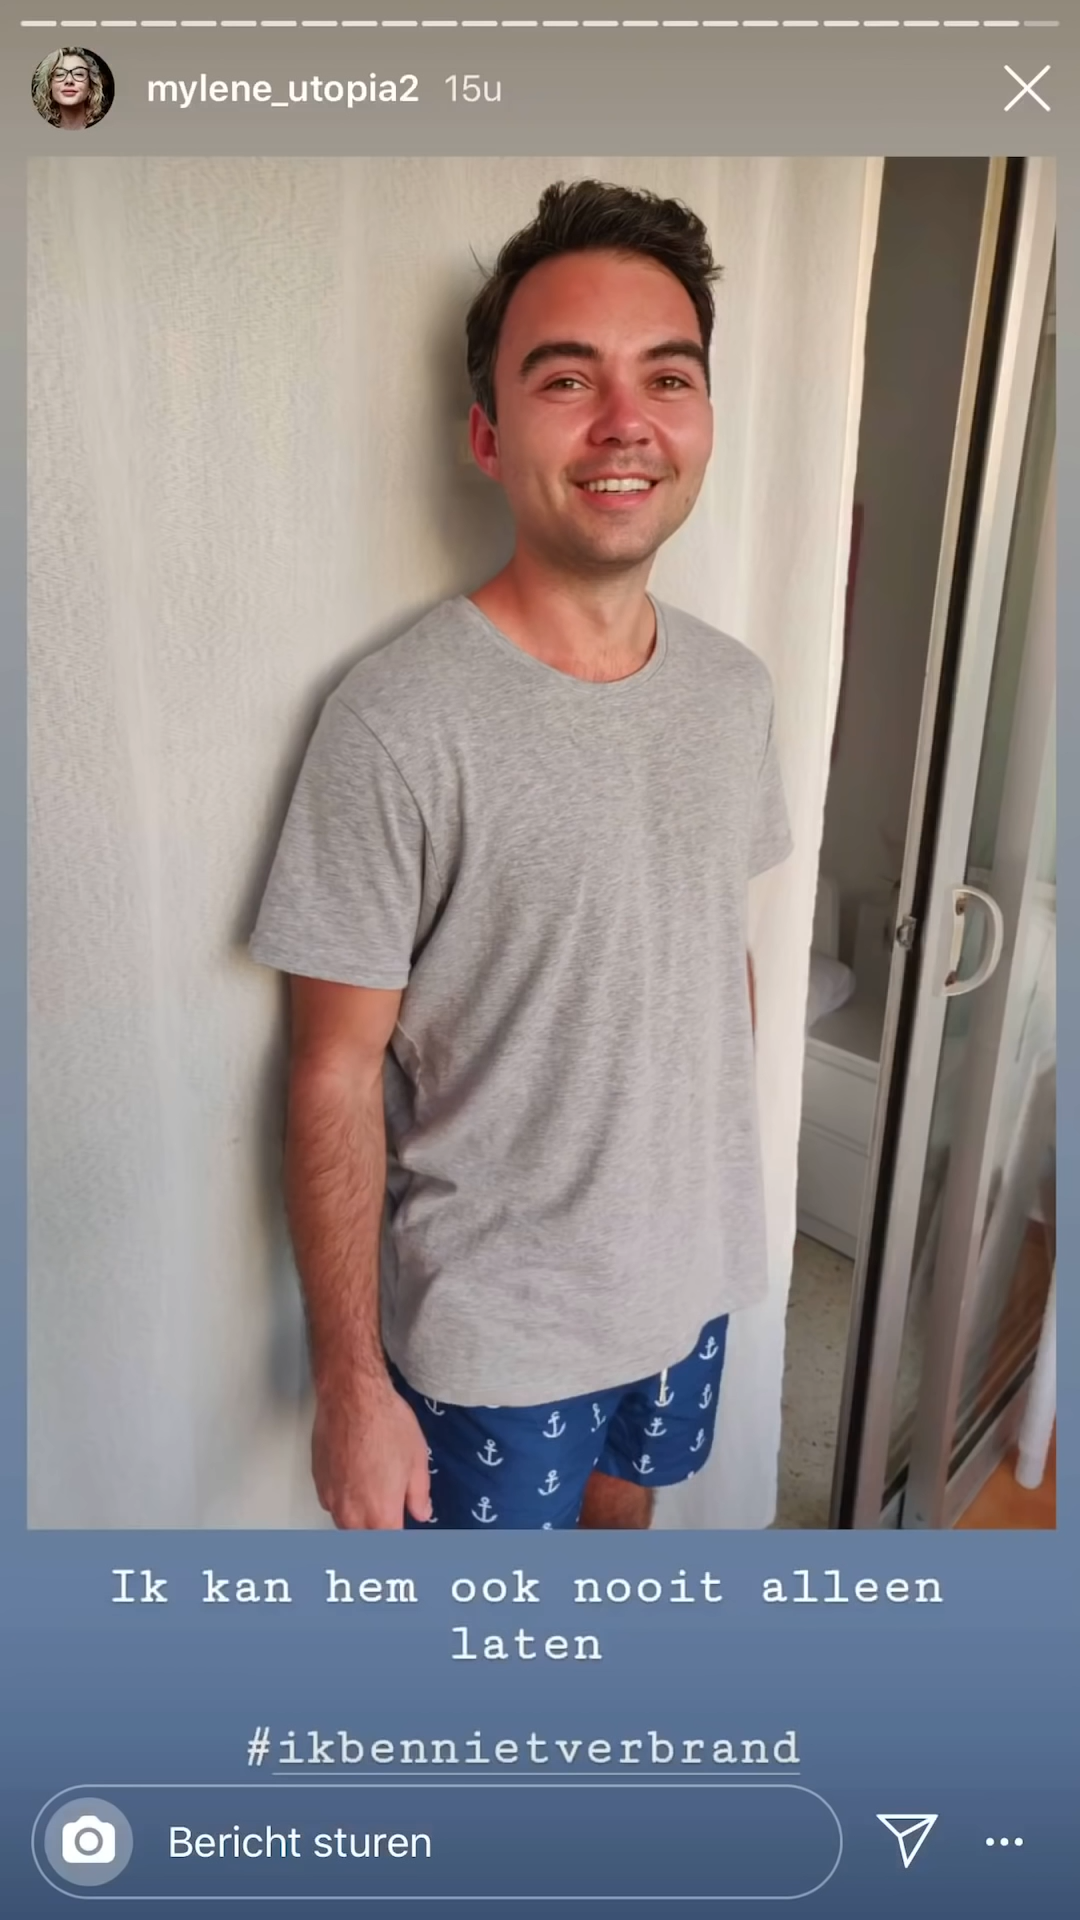 mylene_utopia2 15u
Ik kan hem ook nooit alleen
laten
#ikbennietverbrand
Bericht sturen